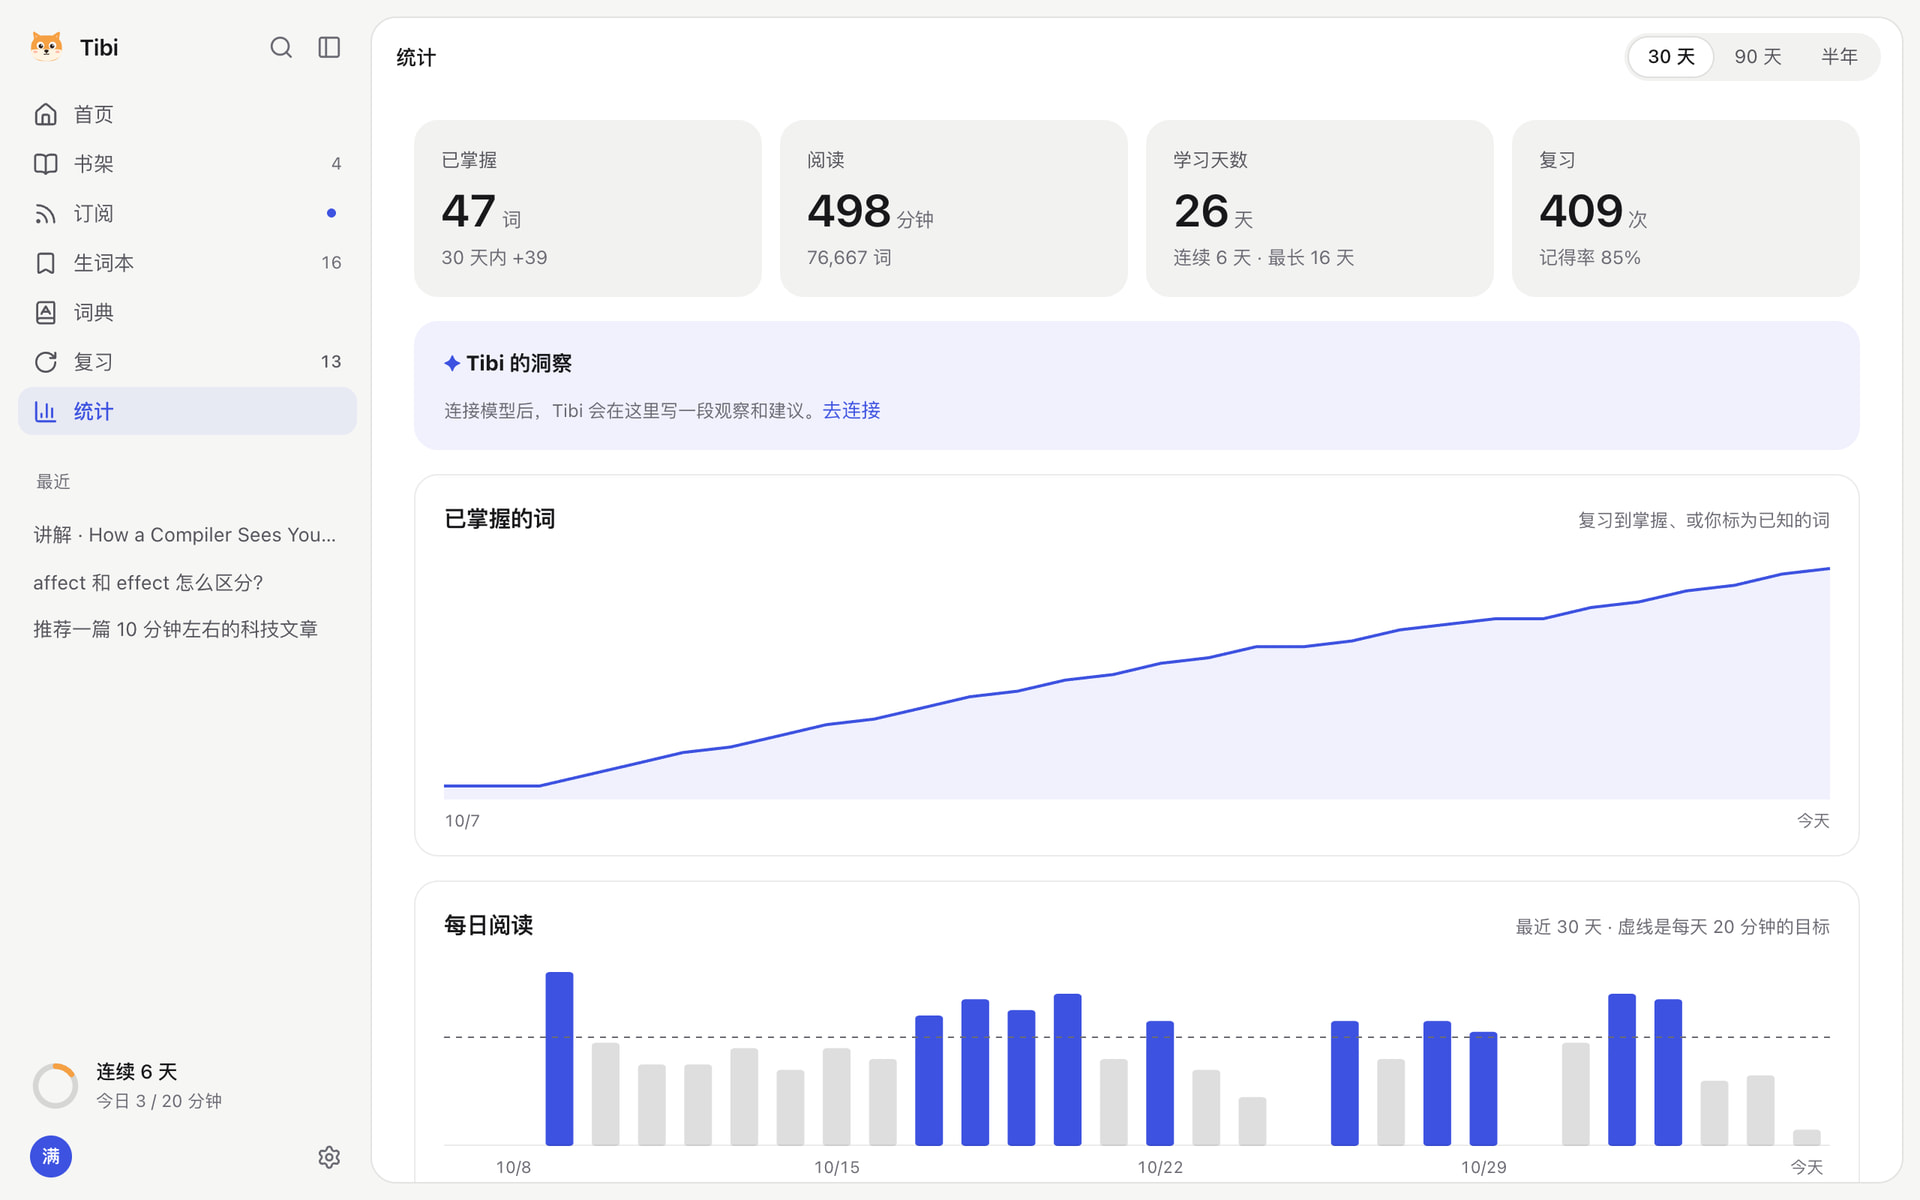 Tibi
首页
书架 4
订阅
生词本 16
词典
复习 13
统计
最近
讲解 · How a Compiler Sees You...
affect 和 effect 怎么区分?
推荐一篇 10 分钟左右的科技文章
连续 6 天
今日 3 / 20 分钟
满
统计
30 天 90 天 半年
已掌握
47 词
30 天内 +39
阅读
498 分钟
76,667 词
学习天数
26 天
连续 6 天 · 最长 16 天
复习
409 次
记得率 85%
Tibi 的洞察
连接模型后，Tibi 会在这里写一段观察和建议。去连接
已掌握的词
复习到掌握、或你标为已知的词
10/7 今天
每日阅读
最近 30 天 · 虚线是每天 20 分钟的目标
10/8 10/15 10/22 10/29 今天